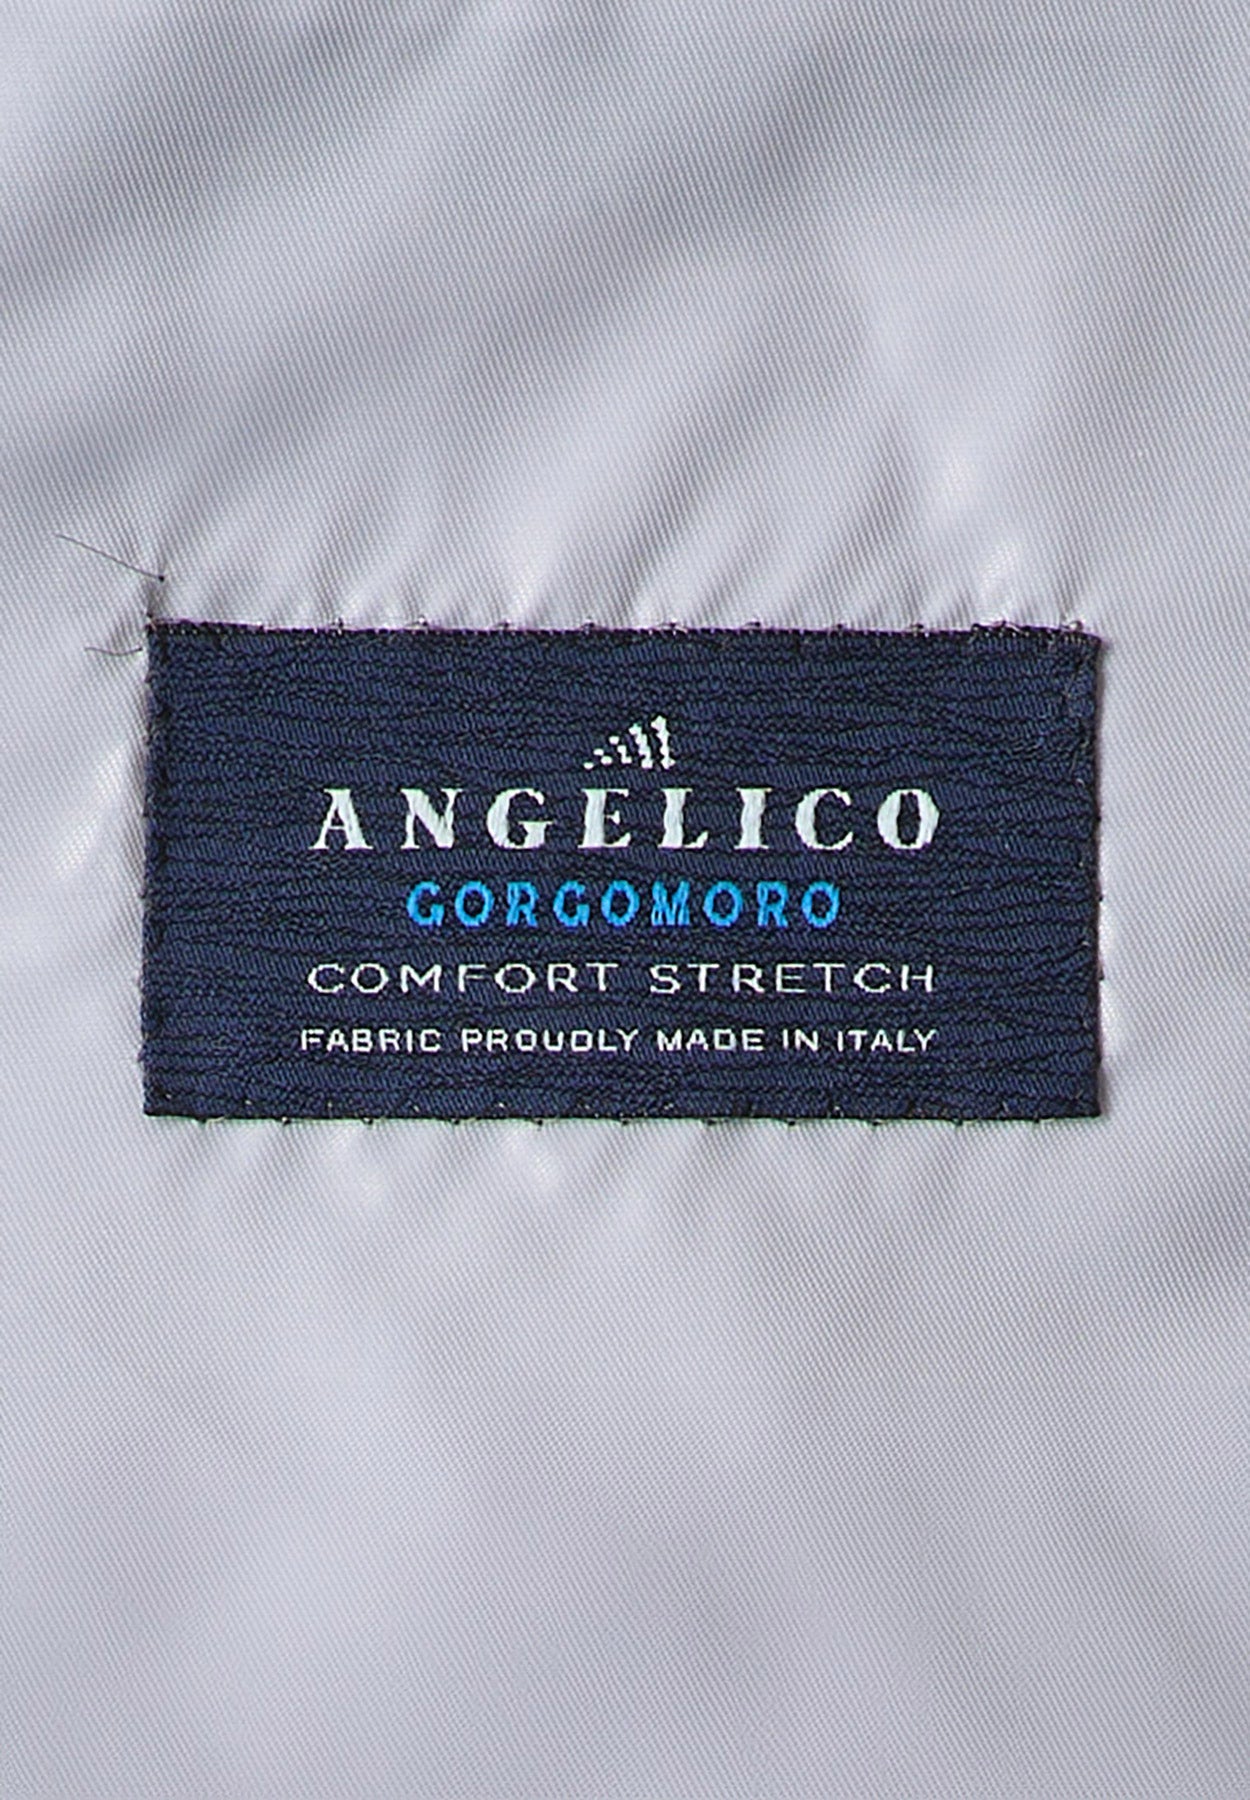 ANGELICO
GORGOMORO
COMFORT STRETCH
FABRIC PROUDLY MADE IN ITALY